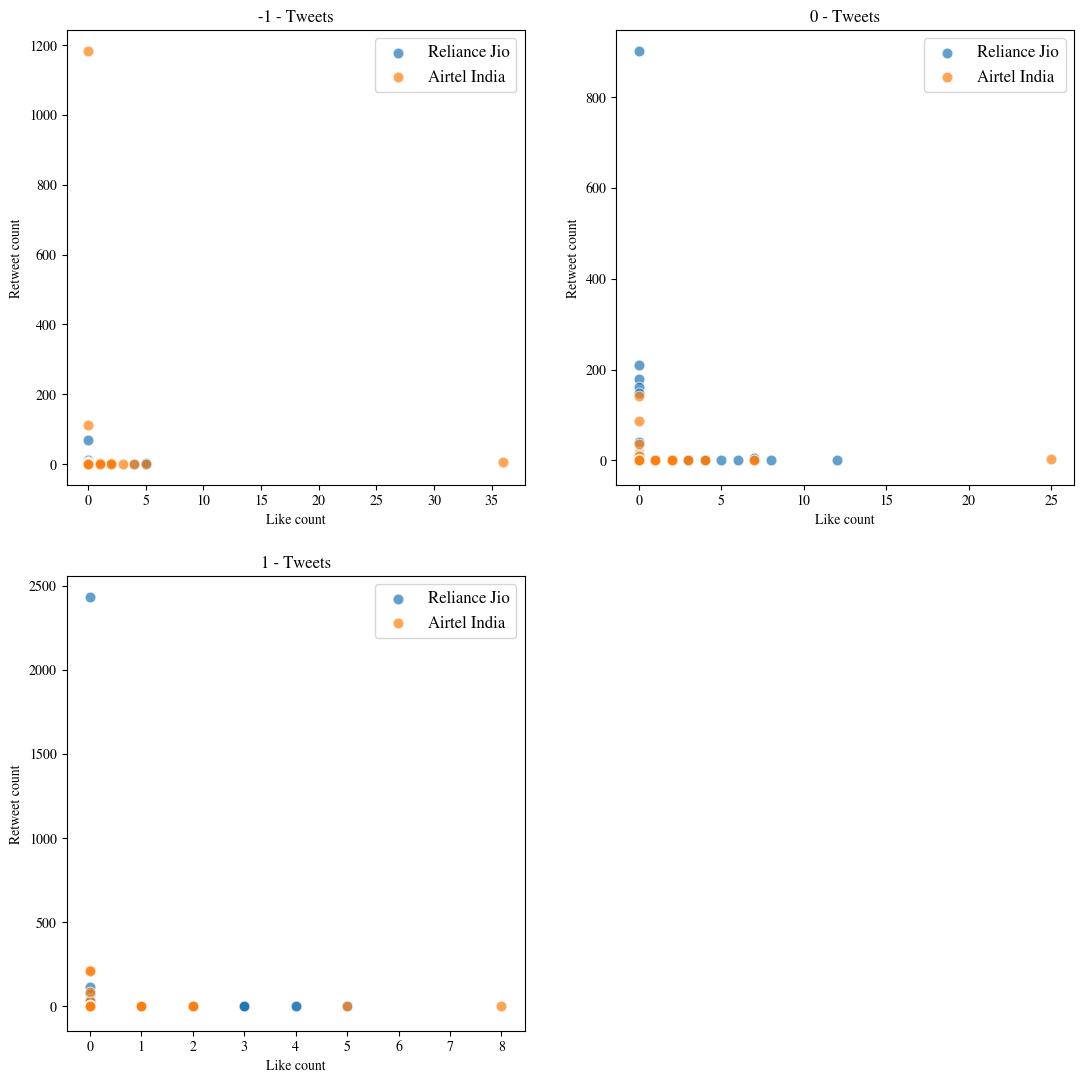 -1 - Tweets
1200
1000
800
600
400
200
0
Retweet count
0 5 10 15 20 25 30 35
Like count
Reliance Jio
Airtel India
0 - Tweets
800
600
400
200
0
Retweet count
0 5 10 15 20 25
Like count
Reliance Jio
Airtel India
1 - Tweets
2500
2000
1500
1000
500
0
Retweet count
0 1 2 3 4 5 6 7 8
Like count
Reliance Jio
Airtel India